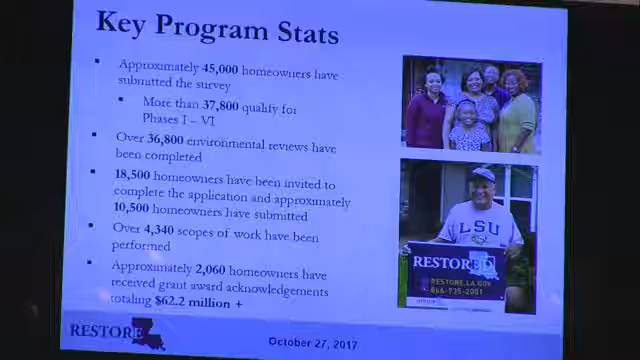 Key Program Stats
Approximately 45,000 homeowners have
submitted the survey
More than 37,800 qualify for
Phases I – VI
Over 36,800 environmental reviews have
been completed
18,500 homeowners have been invited to
complete the application and approximately
10,500 homeowners have submitted
Over 4,340 scopes of work have been
performed
Approximately 2,060 homeowners have
received grant award acknowledgements
totaling $62.2 million +
LSU
RESTORED
RESTORE.LA.GOV
866-735-2001
RESTORE
October 27, 2017